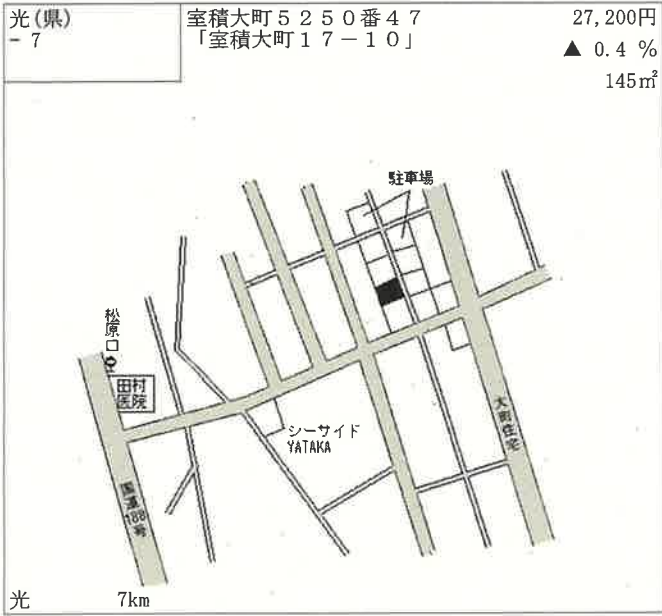 光(県)
- 7
室積大町5250番47
「室積大町17-10」
27,200円
▲ 0.4 %
145㎡
駐車場
松原口
田村
医院
シーサイド
YATAKA
大町住宅
国道188号
光 7km